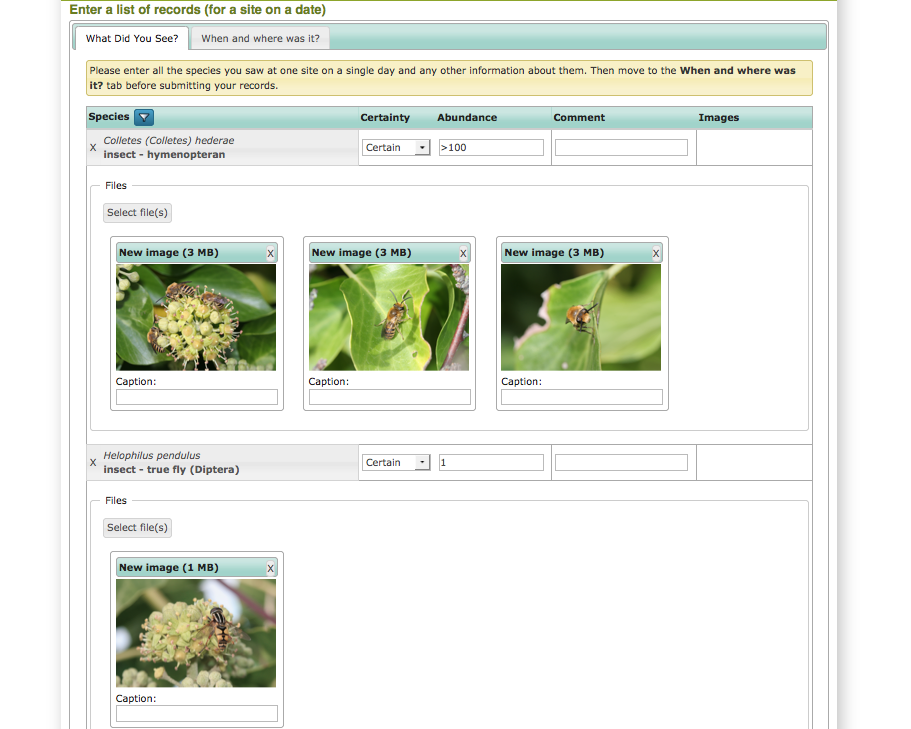 Enter a list of records (for a site on a date)
What Did You See? When and where was it?
Please enter all the species you saw at one site on a single day and any other information about them. Then move to the When and where was
it? tab before submitting your records.
Species Certainty Abundance Comment Images
X Colletes (Colletes) hederae Certain >100
insect - hymenopteran
Files
Select file(s)
New image (3 MB) X New image (3 MB) X New image (3 MB) X
Caption: Caption: Caption:
X Helophilus pendulus Certain 1
insect - true fly (Diptera)
Files
Select file(s)
New image (1 MB) X
Caption: